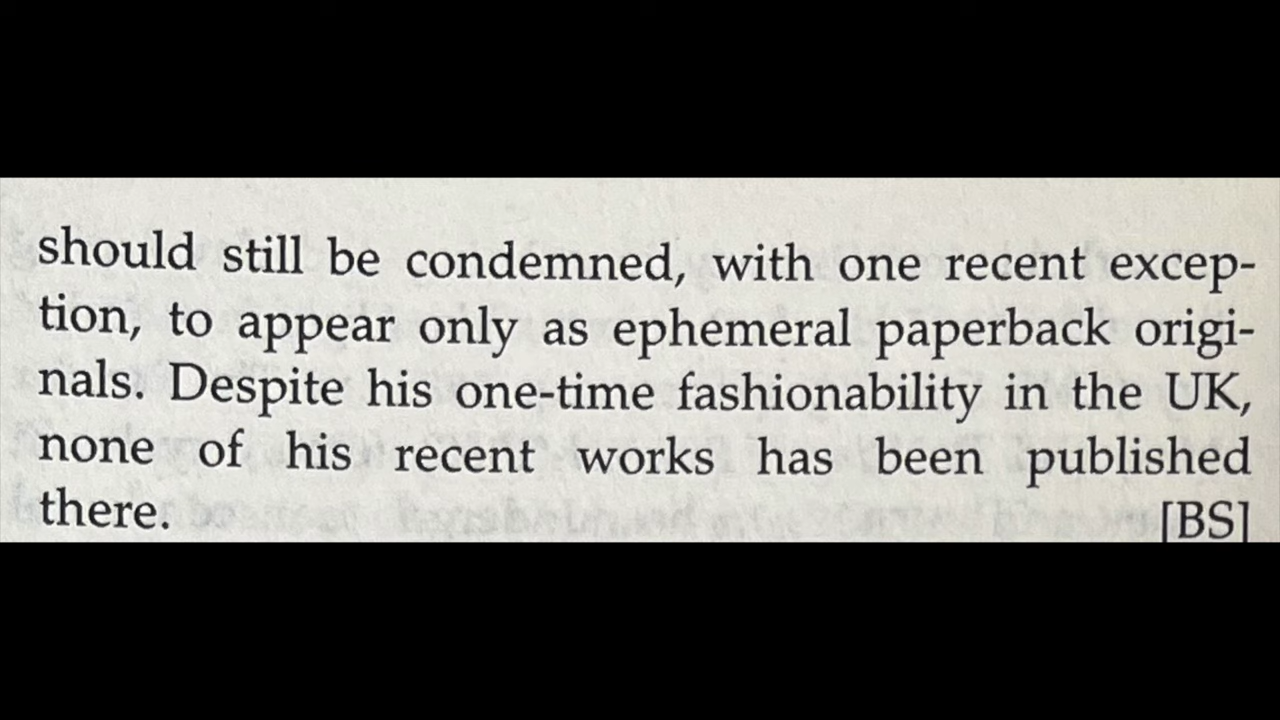 should still be condemned, with one recent excep-
tion, to appear only as ephemeral paperback origi-
nals. Despite his one-time fashionability in the UK,
none of his recent works has been published
there. [BS]